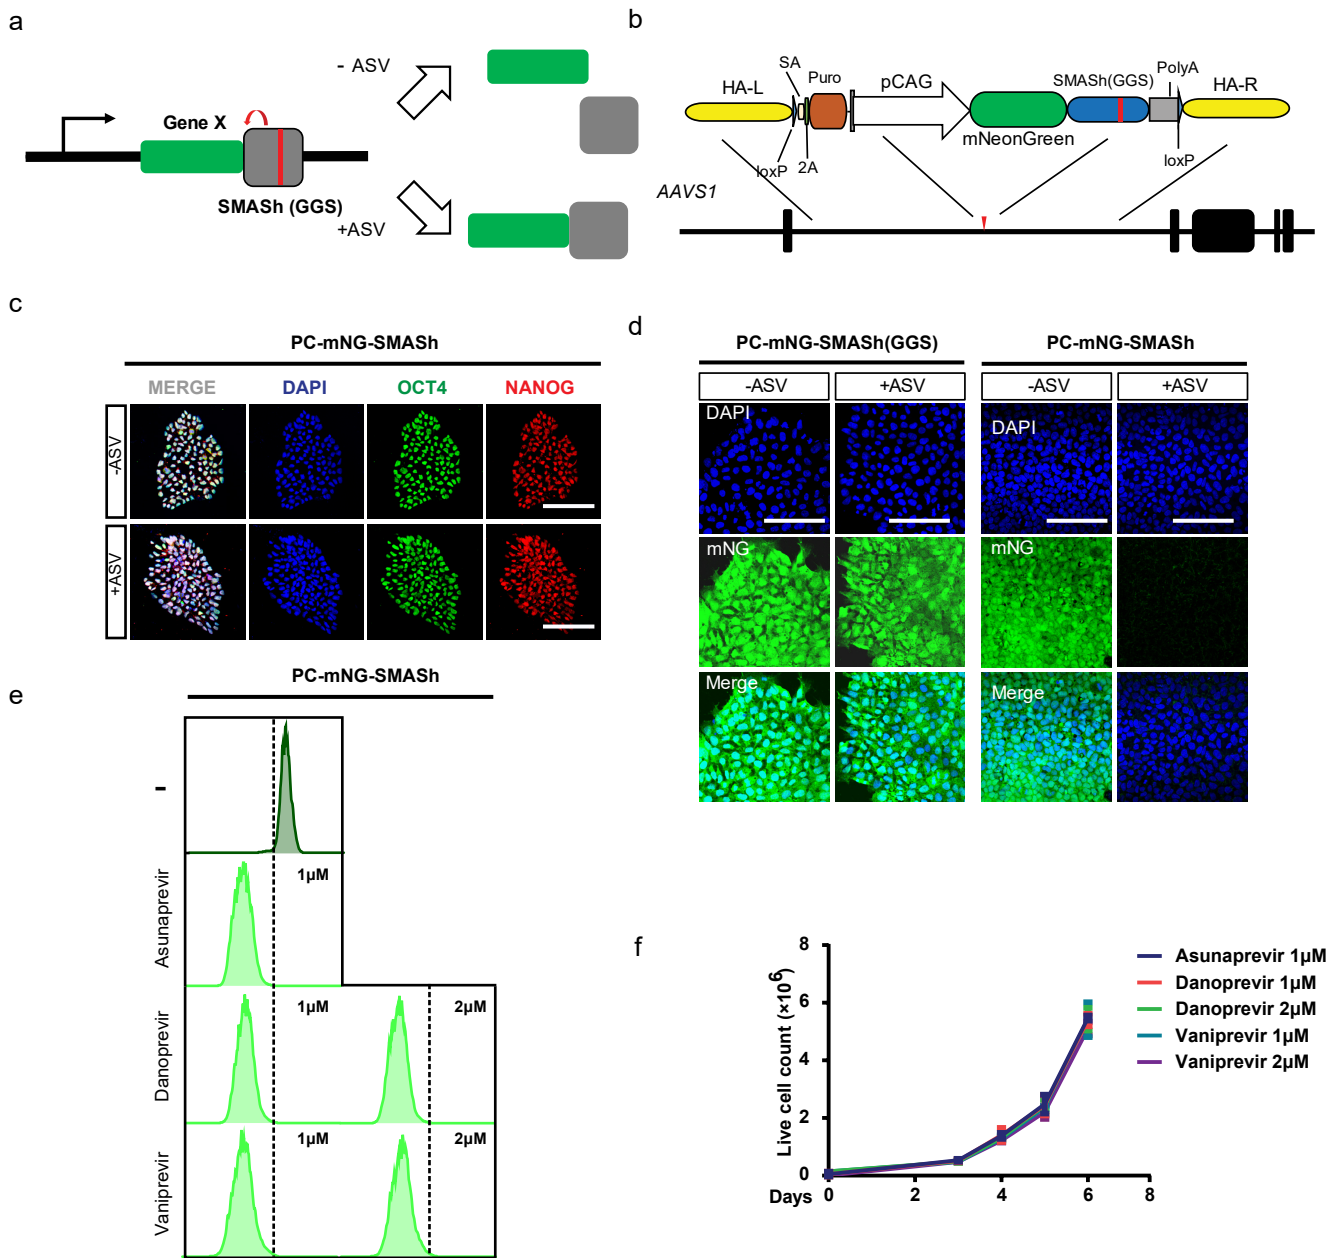 a
- ASV
Gene X
SMASh (GGS)
+ASV
b
SA
Puro
pCAG
SMASh(GGS)
PolyA
HA-L
HA-R
mNeonGreen
loxP
2A
loxP
AAVS1
c
PC-mNG-SMASh
MERGE
DAPI
OCT4
NANOG
-ASV
+ASV
d
PC-mNG-SMASh(GGS)
PC-mNG-SMASh
-ASV
+ASV
-ASV
+ASV
DAPI
DAPI
mNG
mNG
Merge
Merge
e
PC-mNG-SMASh
-
Asunaprevir
1µM
Danoprevir
1µM
2µM
Vaniprevir
1µM
2µM
f
Live cell count (×10⁶)
8
6
4
2
0
Days
0
2
4
6
8
Asunaprevir 1µM
Danoprevir 1µM
Danoprevir 2µM
Vaniprevir 1µM
Vaniprevir 2µM